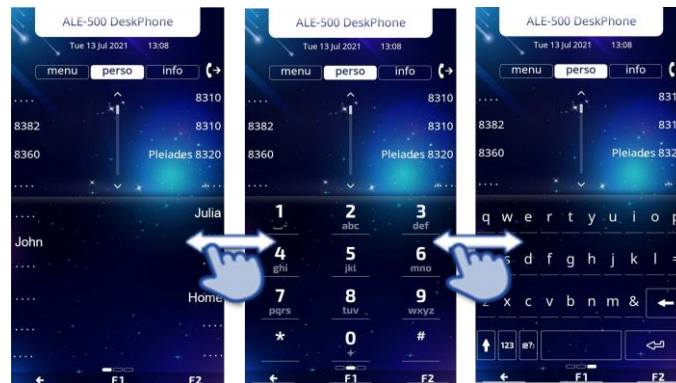 ALE-500 DeskPhone
Tue 13 Jul 2021 13:08
menu perso info
.... 8310
8382 8310
8360 Pleiades 8320
.... ....
.... Julia
John
.... Home
.... ....
F1 F2
ALE-500 DeskPhone
Tue 13 Jul 2021 13:08
menu perso info
.... 8310
8382 8310
8360 Pleiades 8320
.... ....
1 2 3
abc def
4 5 6
ghi jkl mno
7 8 9
pqrs tuv wxyz
* 0 #
+
F1 F2
ALE-500 DeskPhone
Tue 13 Jul 2021 13:08
menu perso info
.... 831
8382 8310
8360 Pleiades 832
.... ....
q w e r t y u i o p
s d f g h j k l =
z x c v b n m &
123 @?:
F1 F2